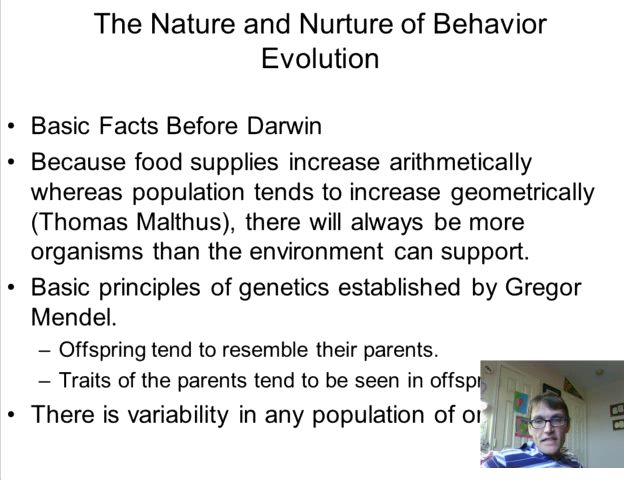 The Nature and Nurture of Behavior
Evolution
• Basic Facts Before Darwin
• Because food supplies increase arithmetically
whereas population tends to increase geometrically
(Thomas Malthus), there will always be more
organisms than the environment can support.
• Basic principles of genetics established by Gregor
Mendel.
– Offspring tend to resemble their parents.
– Traits of the parents tend to be seen in
• There is variability in any population of